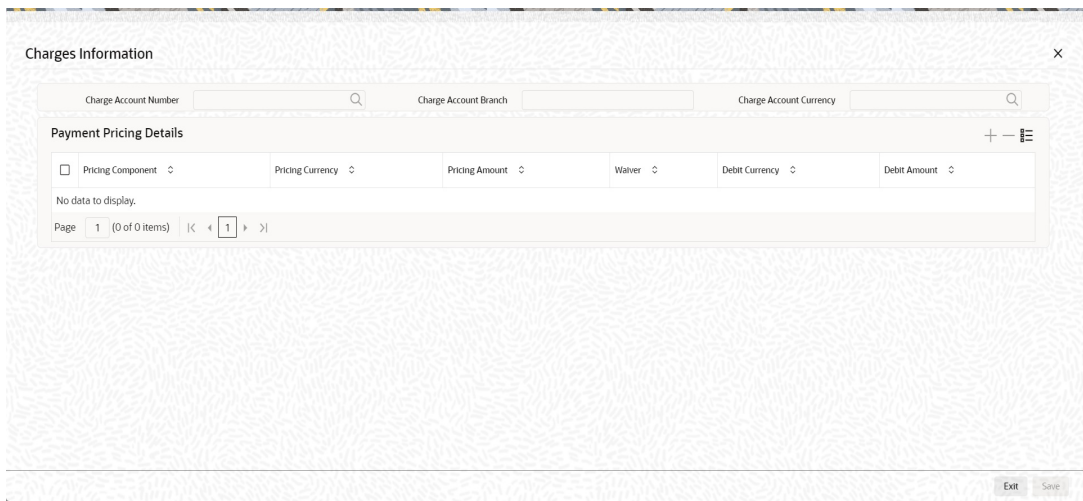 Charges Information
Charge Account Number Charge Account Branch Charge Account Currency
Payment Pricing Details
Pricing Component Pricing Currency Pricing Amount Waiver Debit Currency Debit Amount
No data to display.
Page 1 (0 of 0 items) 1
Exit Save